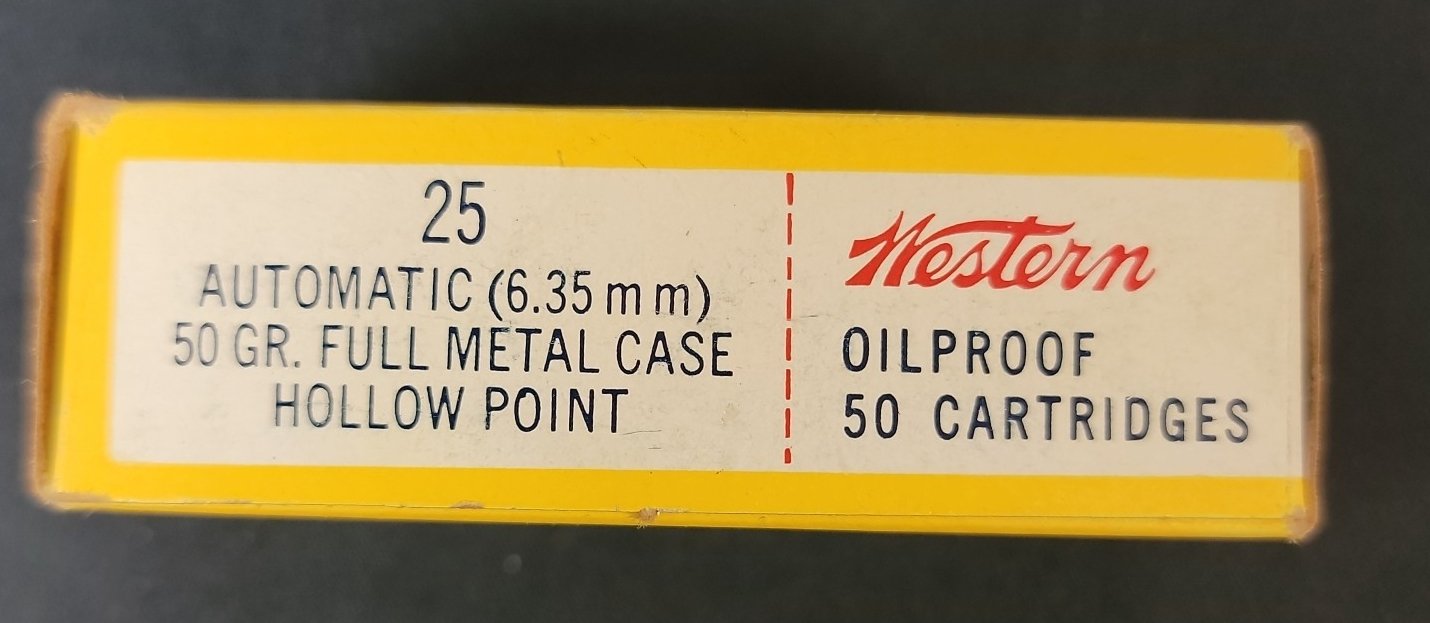 25
AUTOMATIC (6.35 mm)
50 GR. FULL METAL CASE
HOLLOW POINT
Western
OILPROOF
50 CARTRIDGES